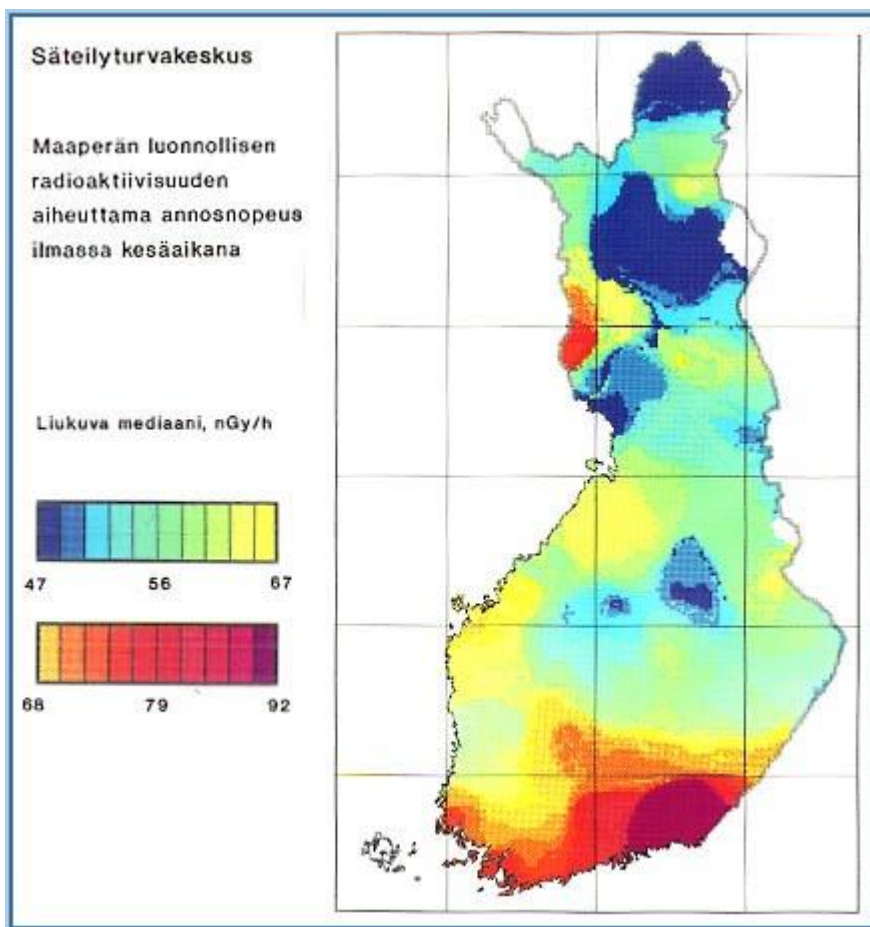 Säteilyturvakeskus
Maaperän luonnollisen
radioaktiivisuuden
aiheuttama annosnopeus
ilmassa kesäaikana
Liukuva mediaani, nGy/h
47 56 67
68 79 92